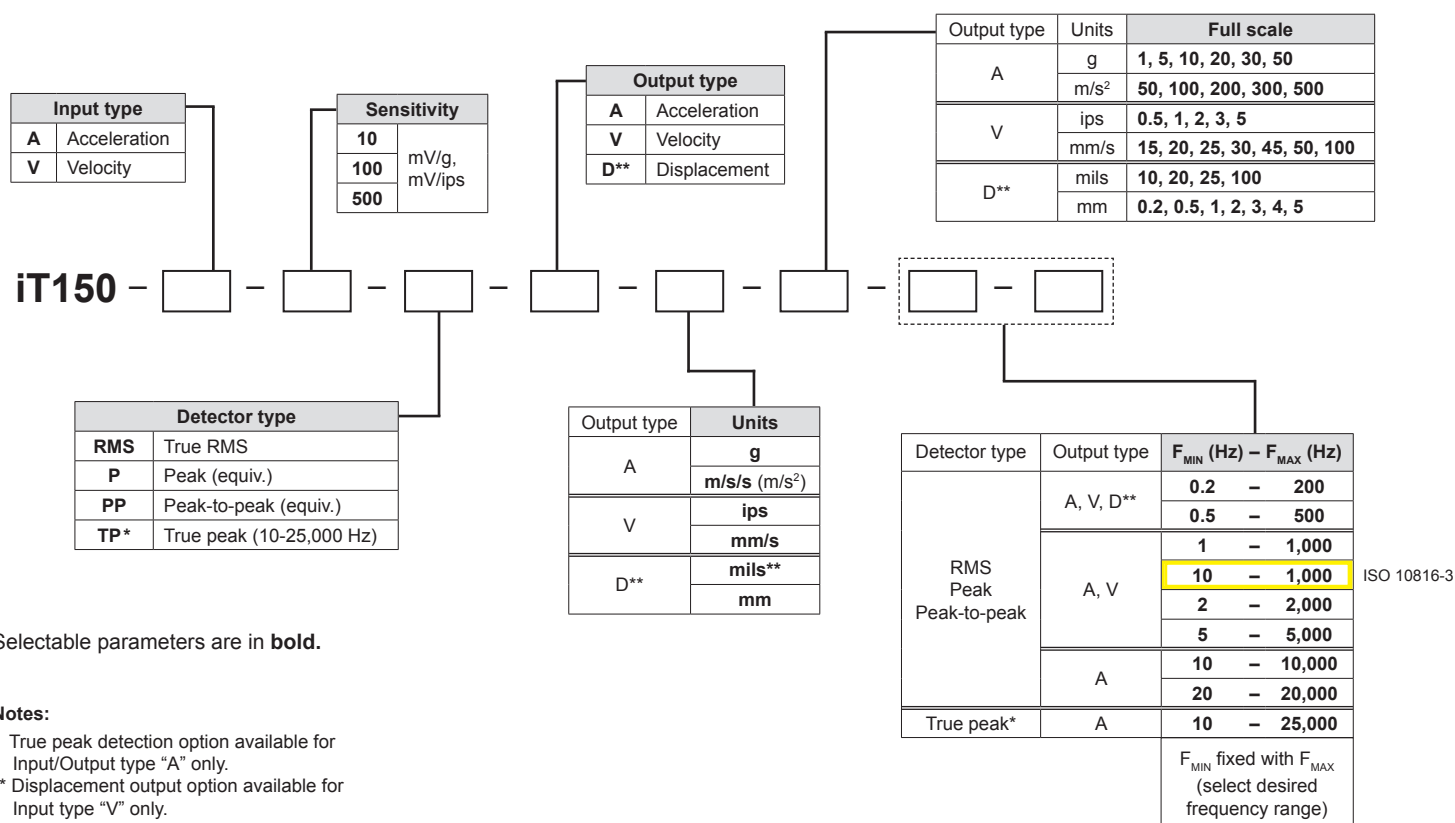 Input type
A Acceleration
V Velocity
Sensitivity
10
100
500
mV/g,
mV/ips
Output type
A Acceleration
V Velocity
D** Displacement
Output type Units Full scale
A
g 1, 5, 10, 20, 30, 50
m/s² 50, 100, 200, 300, 500
V
ips 0.5, 1, 2, 3, 5
mm/s 15, 20, 25, 30, 45, 50, 100
D**
mils 10, 20, 25, 100
mm 0.2, 0.5, 1, 2, 3, 4, 5
iT150 – – – – – – –
Detector type
RMS True RMS
P Peak (equiv.)
PP Peak-to-peak (equiv.)
TP* True peak (10-25,000 Hz)
Output type Units
A
g
m/s/s (m/s²)
V
ips
mm/s
D**
mils**
mm
Detector type Output type FMIN (Hz) – FMAX (Hz)
RMS
Peak
Peak-to-peak
A, V, D**
0.2 – 200
0.5 – 500
A, V
1 – 1,000
10 – 1,000 ISO 10816-3
2 – 2,000
5 – 5,000
A
10 – 10,000
20 – 20,000
True peak* A 10 – 25,000
FMIN fixed with FMAX
(select desired
frequency range)
Selectable parameters are in bold.
Notes:
True peak detection option available for
Input/Output type “A” only.
* Displacement output option available for
Input type “V” only.